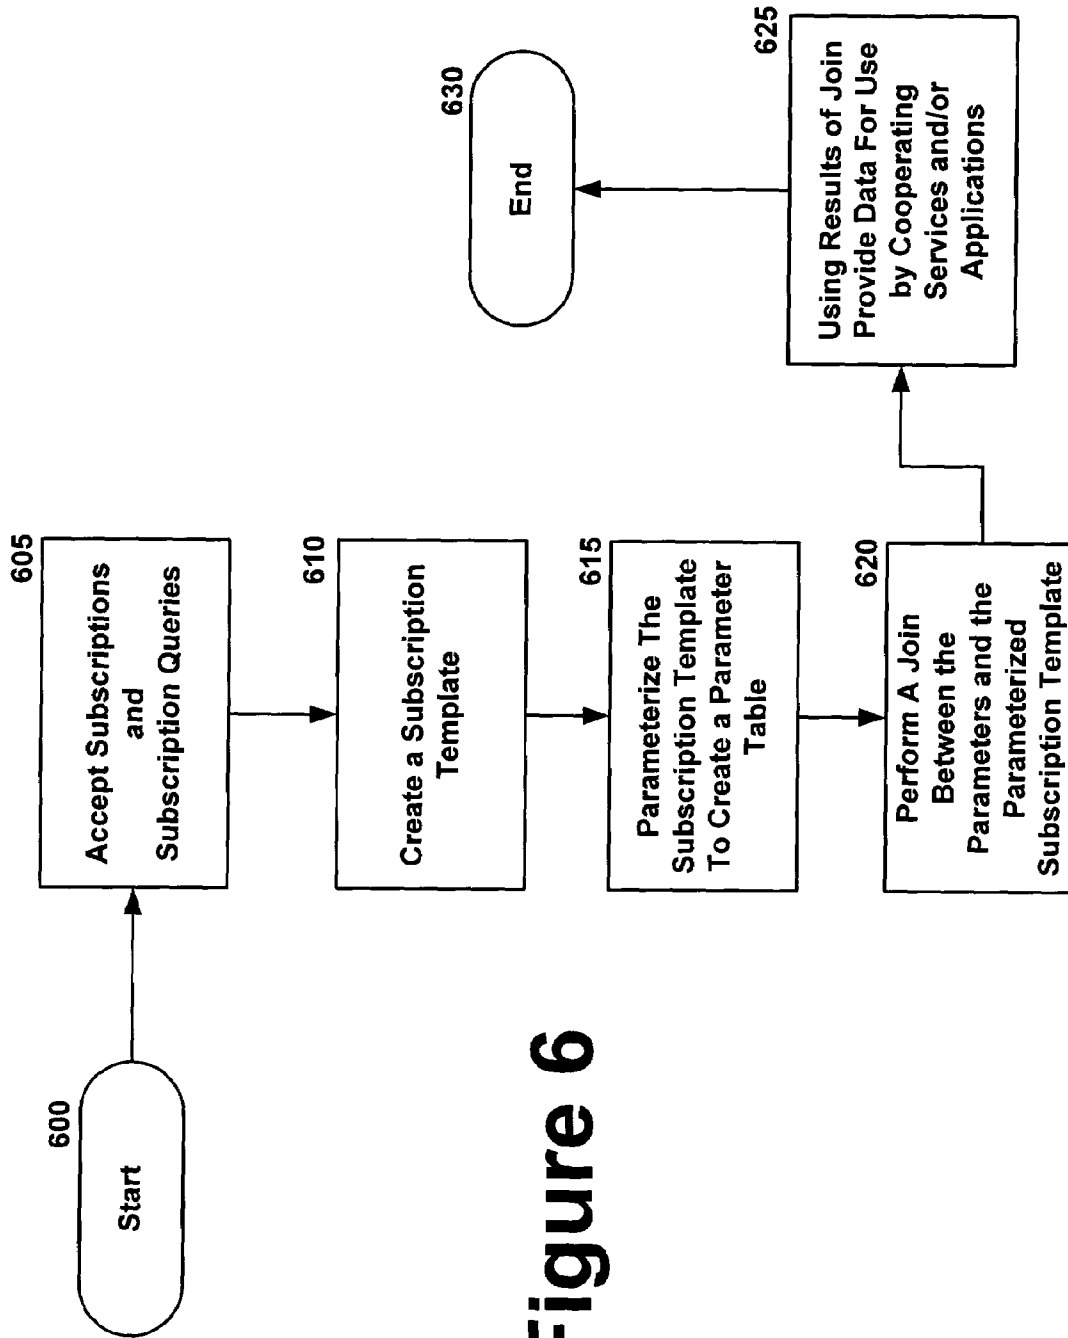 600
Start
605
Accept Subscriptions
and
Subscription Queries
610
Create a Subscription
Template
615
Parameterize The
Subscription Template
To Create a Parameter
Table
620
Perform A Join
Between the
Parameters and the
Parameterized
Subscription Template
625
Using Results of Join
Provide Data For Use
by Cooperating
Services and/or
Applications
630
End
Figure 6